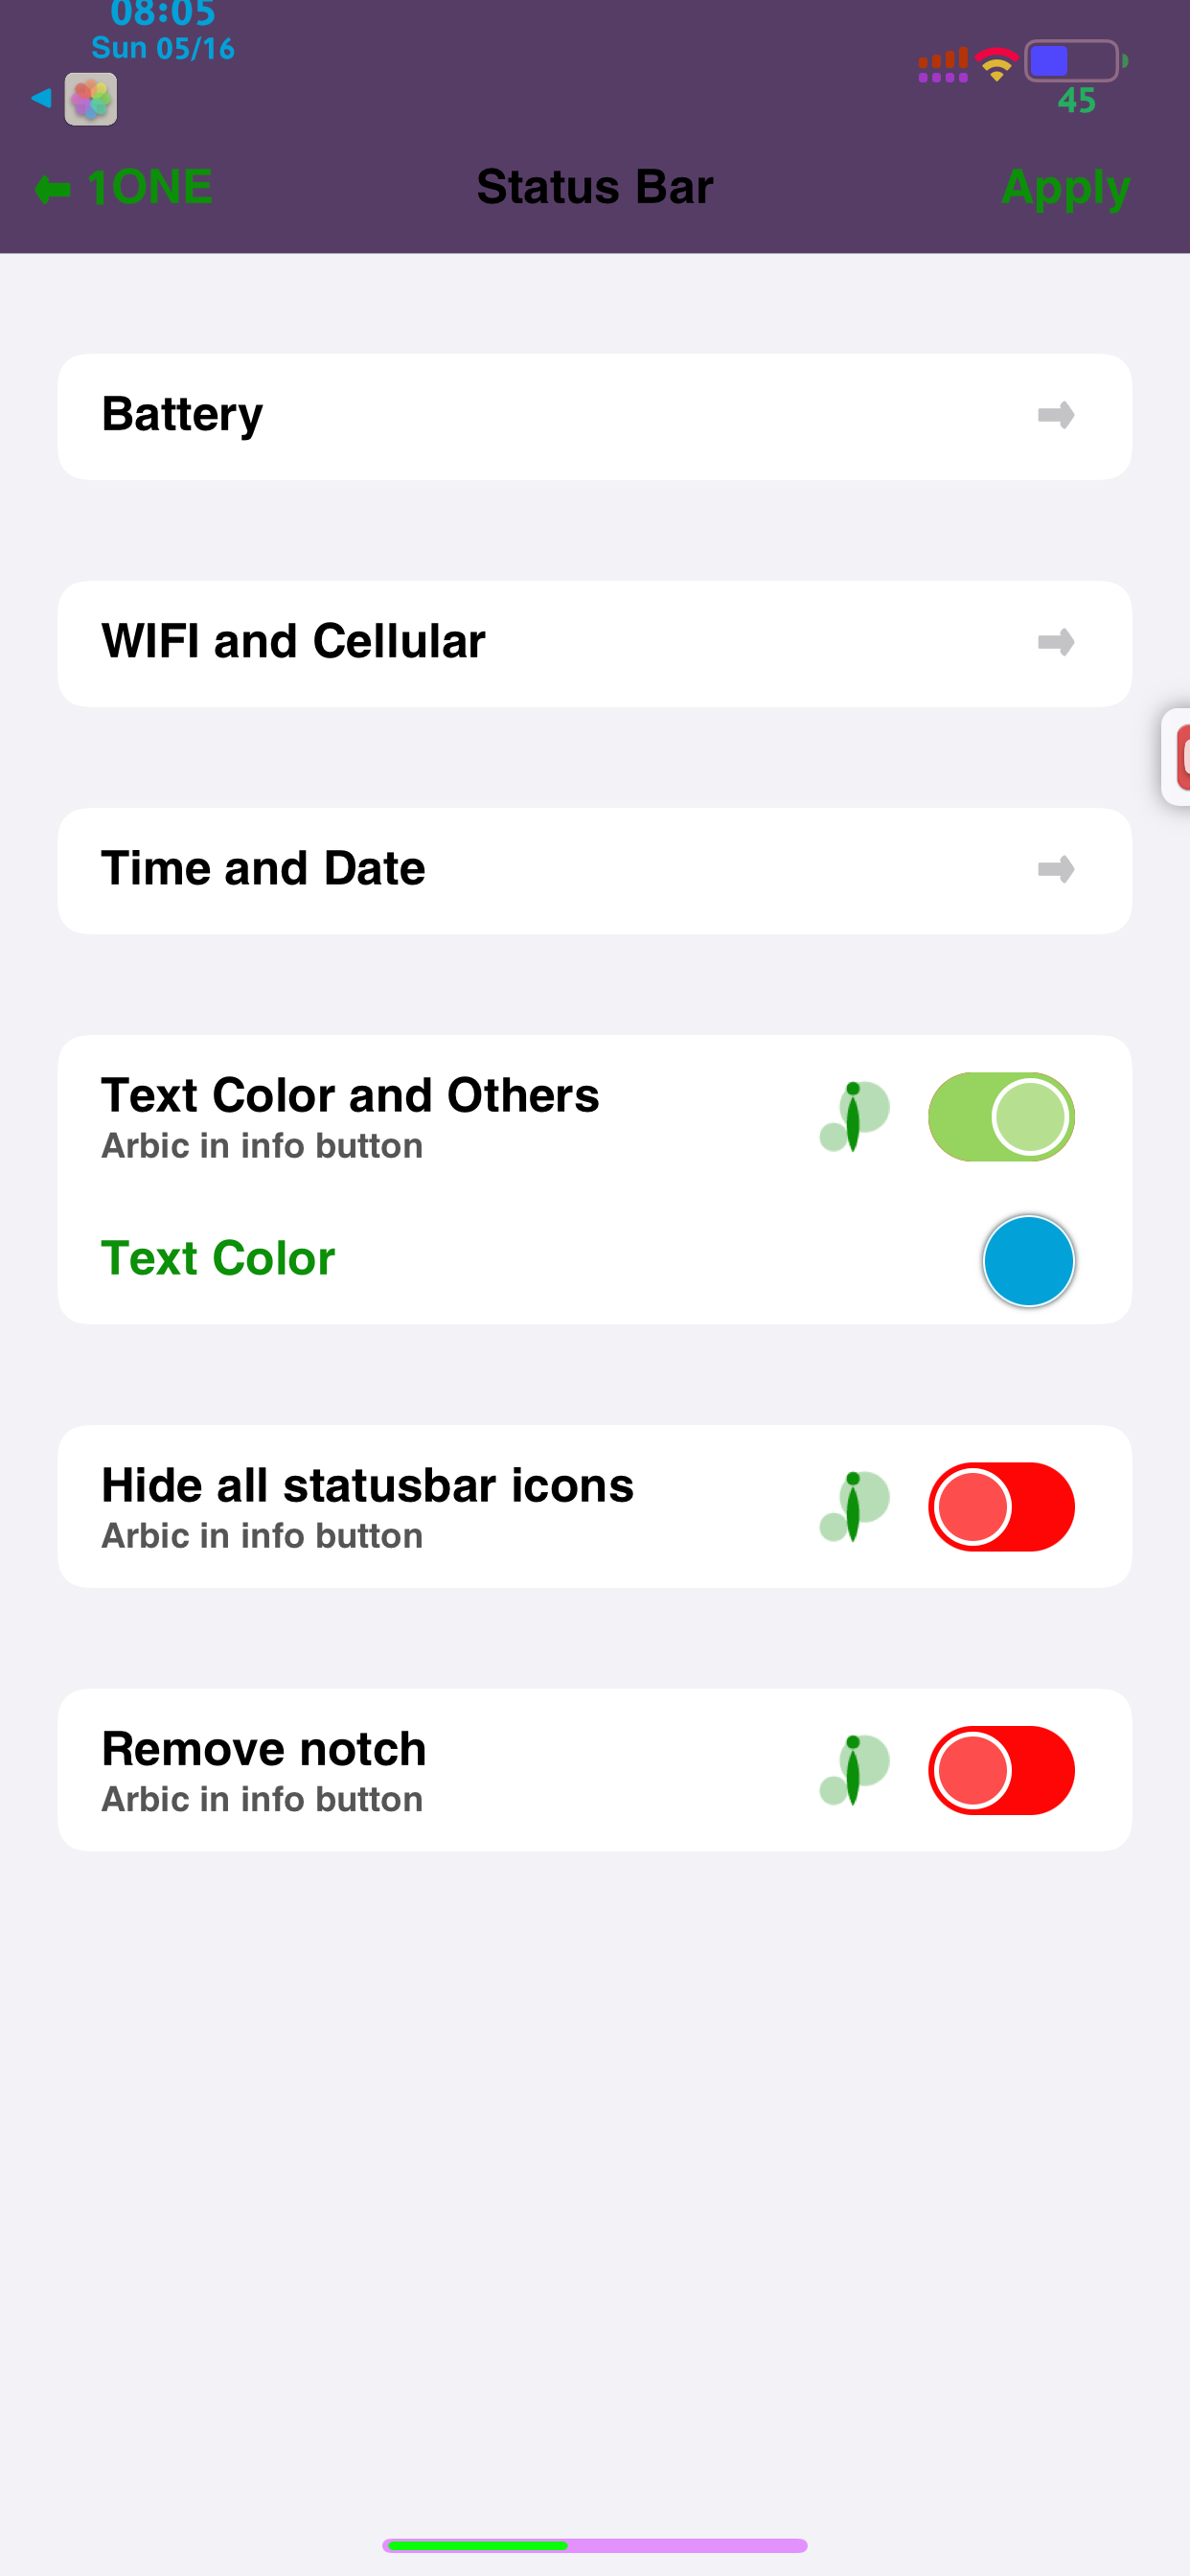 08:05
Sun 05/16
45
1ONE
Status Bar
Apply
Battery
WIFI and Cellular
Time and Date
Text Color and Others
Arbic in info button
Text Color
Hide all statusbar icons
Arbic in info button
Remove notch
Arbic in info button